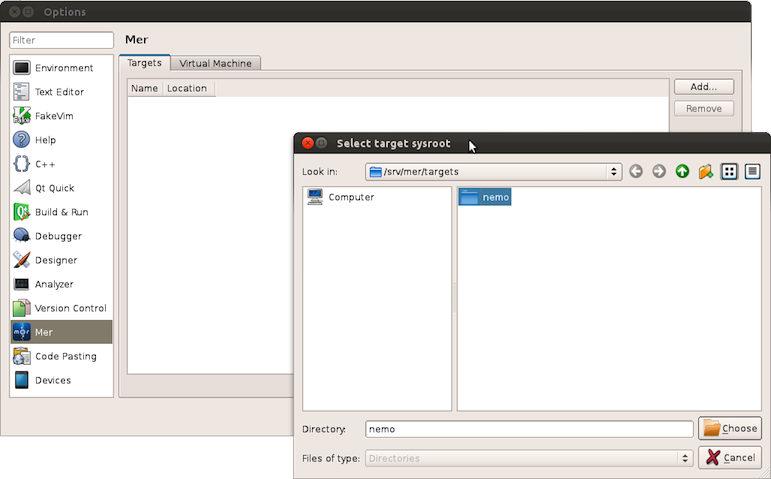 Options
Filter
Mer
Environment
Text Editor
FakeVim
Help
C++
Qt Quick
Build & Run
Debugger
Designer
Analyzer
Version Control
Mer
Code Pasting
Devices
Targets Virtual Machine
Name Location
Add...
Remove
Select target sysroot
Look in: /srv/mer/targets
Computer
nemo
Directory: nemo
Choose
Files of type: Directories
Cancel